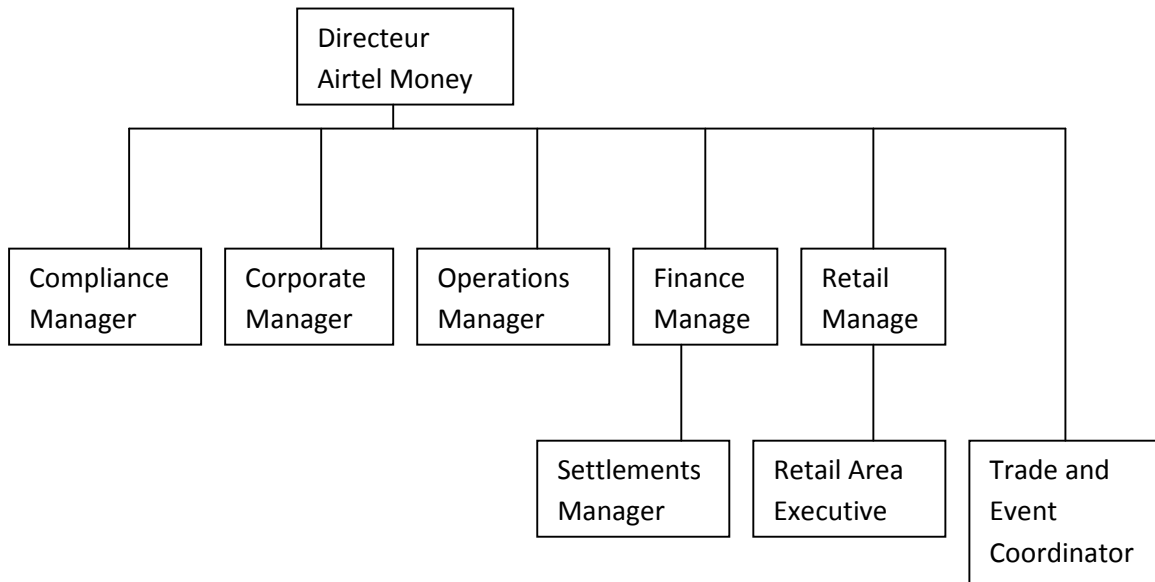 Directeur
Airtel Money
Compliance
Manager
Corporate
Manager
Operations
Manager
Finance
Manage
Retail
Manage
Settlements
Manager
Retail Area
Executive
Trade and
Event
Coordinator